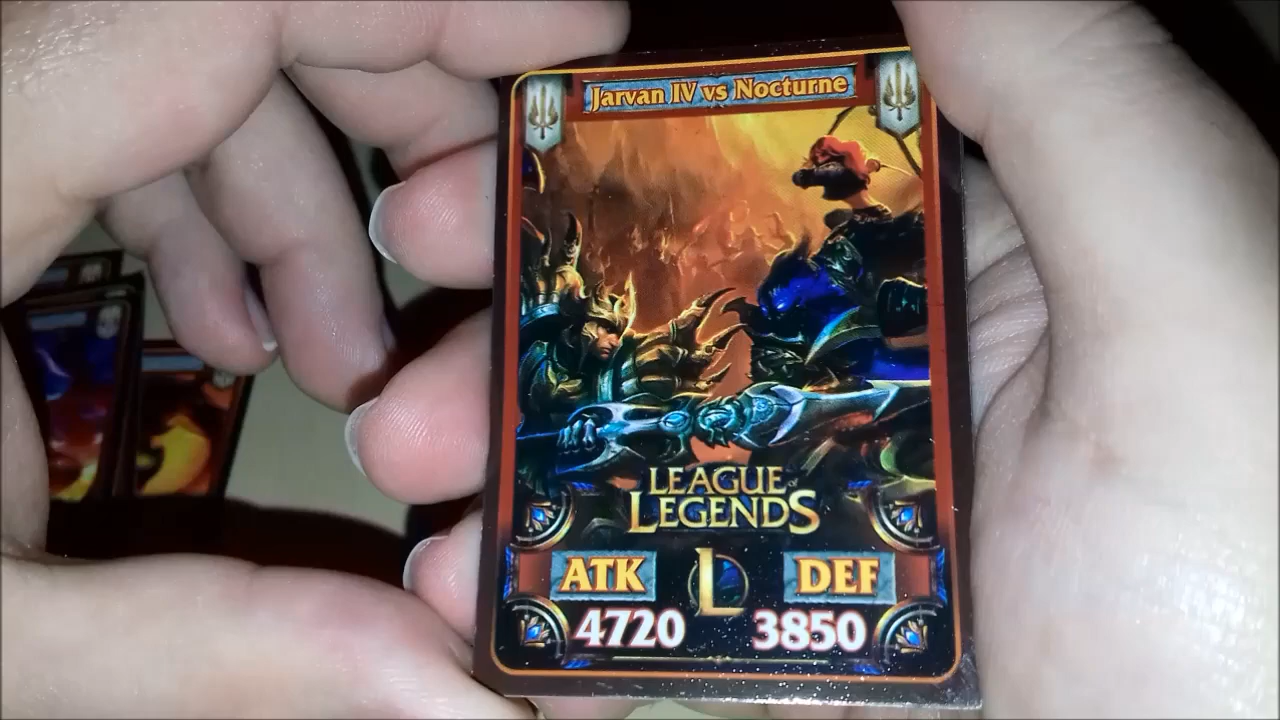 Jarvan IV vs Nocturne
LEAGUE of
LEGENDS
ATK L DEF
4720 3850